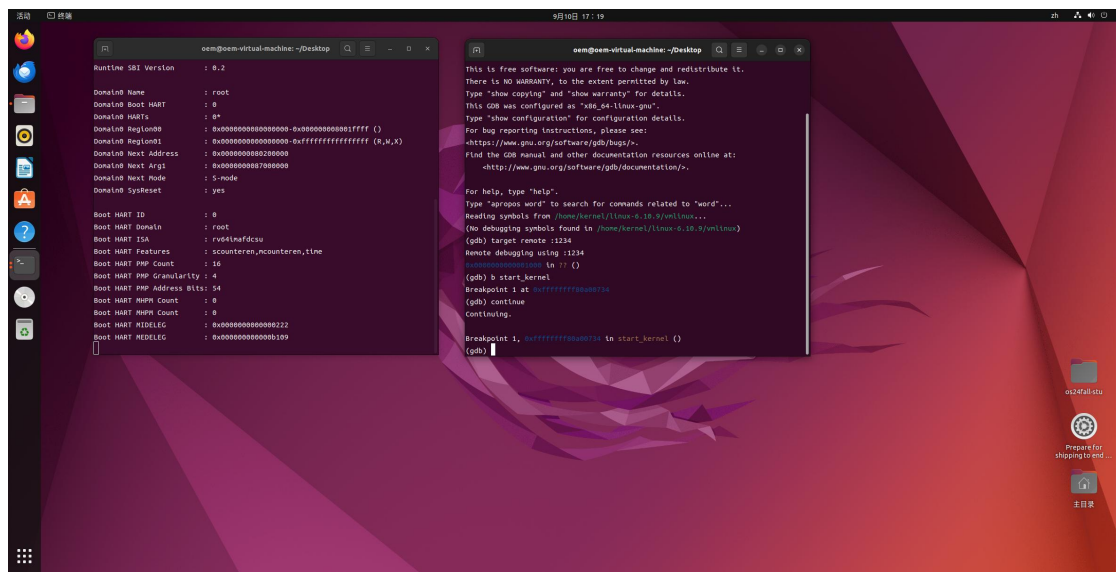 活动
终端
9月10日 17：19
zh
oem@oem-virtual-machine: ~/Desktop
Runtime SBI Version : 0.2
Domain0 Name : root
Domain0 Boot HART : 0
Domain0 HARTs : 0*
Domain0 Region00 : 0x0000000080000000-0x000000008001ffff ()
Domain0 Region01 : 0x0000000000000000-0xffffffffffffffff (R,W,X)
Domain0 Next Address : 0x0000000080200000
Domain0 Next Arg1 : 0x0000000087000000
Domain0 Next Mode : S-mode
Domain0 SysReset : yes
Boot HART ID : 0
Boot HART Domain : root
Boot HART ISA : rv64imafdcsu
Boot HART Features : scounteren,mcounteren,time
Boot HART PMP Count : 16
Boot HART PMP Granularity : 4
Boot HART PMP Address Bits: 54
Boot HART MHPM Count : 0
Boot HART MHPM Count : 0
Boot HART MIDELEG : 0x0000000000000222
Boot HART MEDELEG : 0x000000000000b109
oem@oem-virtual-machine: ~/Desktop
This is free software: you are free to change and redistribute it.
There is NO WARRANTY, to the extent permitted by law.
Type "show copying" and "show warranty" for details.
This GDB was configured as "x86_64-linux-gnu".
Type "show configuration" for configuration details.
For bug reporting instructions, please see:
<https://www.gnu.org/software/gdb/bugs/>.
Find the GDB manual and other documentation resources online at:
<http://www.gnu.org/software/gdb/documentation/>.
For help, type "help".
Type "apropos word" to search for commands related to "word"...
Reading symbols from /home/kernel/linux-6.10.9/vmlinux...
(No debugging symbols found in /home/kernel/linux-6.10.9/vmlinux)
(gdb) target remote :1234
Remote debugging using :1234
0x0000000000001000 in ?? ()
(gdb) b start_kernel
Breakpoint 1 at 0xffffffff80a00734
(gdb) continue
Continuing.
Breakpoint 1, 0xffffffff80a00734 in start_kernel ()
(gdb)
os24fall-stu
Prepare for
shipping to end ...
主目录